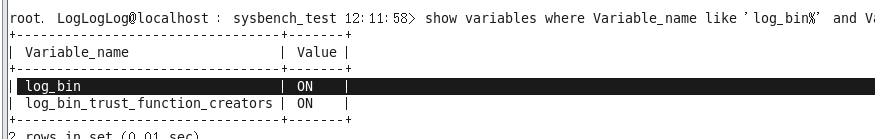 root. LogLogLog@localhost : sysbench_test 12:11:58> show variables where Variable_name like 'log_bin%' and
+---------------------------------+-------+
| Variable_name | Value |
+---------------------------------+-------+
| log_bin | ON |
| log_bin_trust_function_creators | ON |
+---------------------------------+-------+
2 rows in set (0.01 sec)